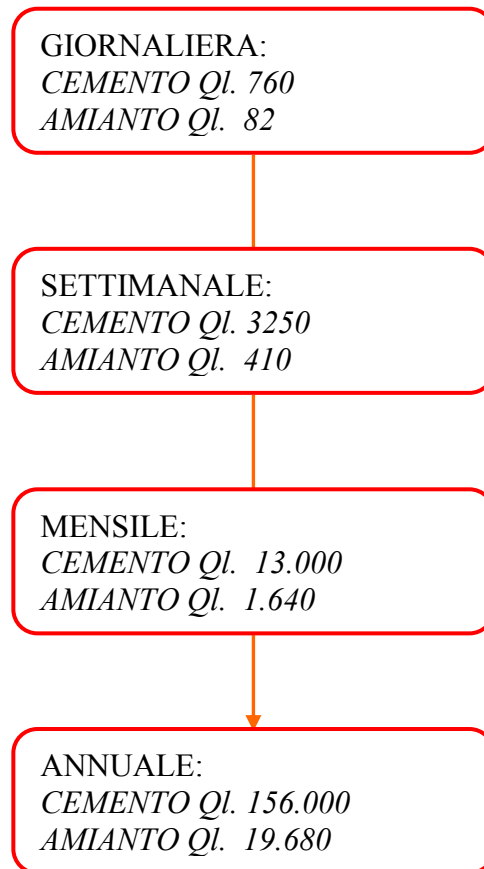 GIORNALIERA:
CEMENTO Ql. 760
AMIANTO Ql. 82
SETTIMANALE:
CEMENTO Ql. 3250
AMIANTO Ql. 410
MENSILE:
CEMENTO Ql. 13.000
AMIANTO Ql. 1.640
ANNUALE:
CEMENTO Ql. 156.000
AMIANTO Ql. 19.680